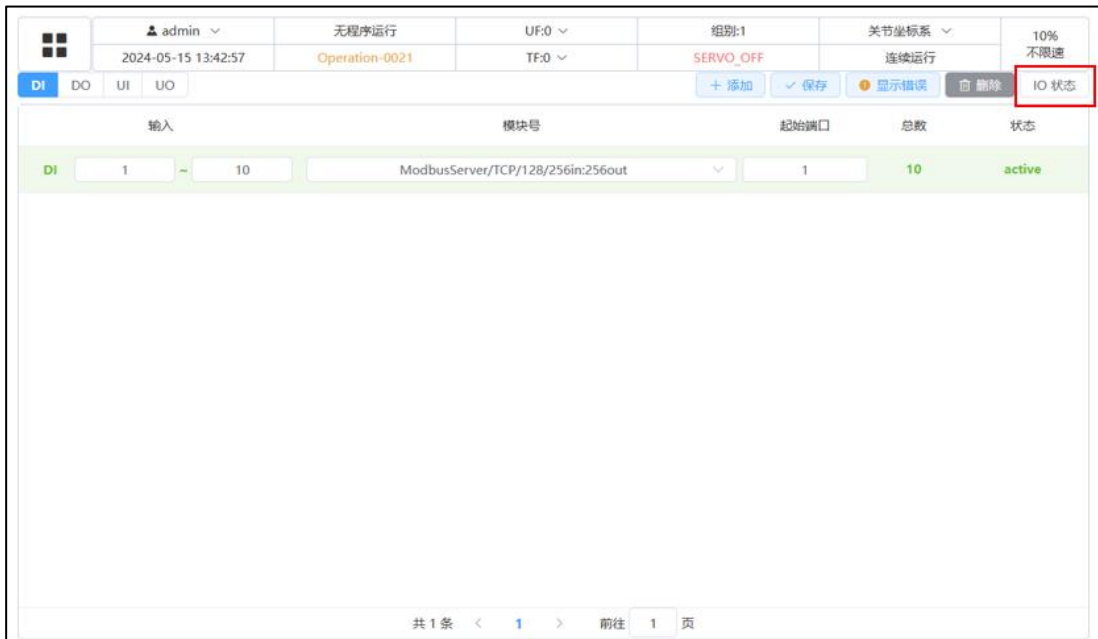 admin 无程序运行 UF:0 组别:1 关节坐标系 10%
2024-05-15 13:42:57 Operation-0021 TF:0 SERVO_OFF 连续运行 不限速
DI DO UI UO + 添加 保存 显示错误 删除 IO 状态
输入 模块号 起始端口 总数 状态
DI 1 ~ 10 ModbusServer/TCP/128/256in:256out 1 10 active
共 1 条 < 1 > 前往 1 页